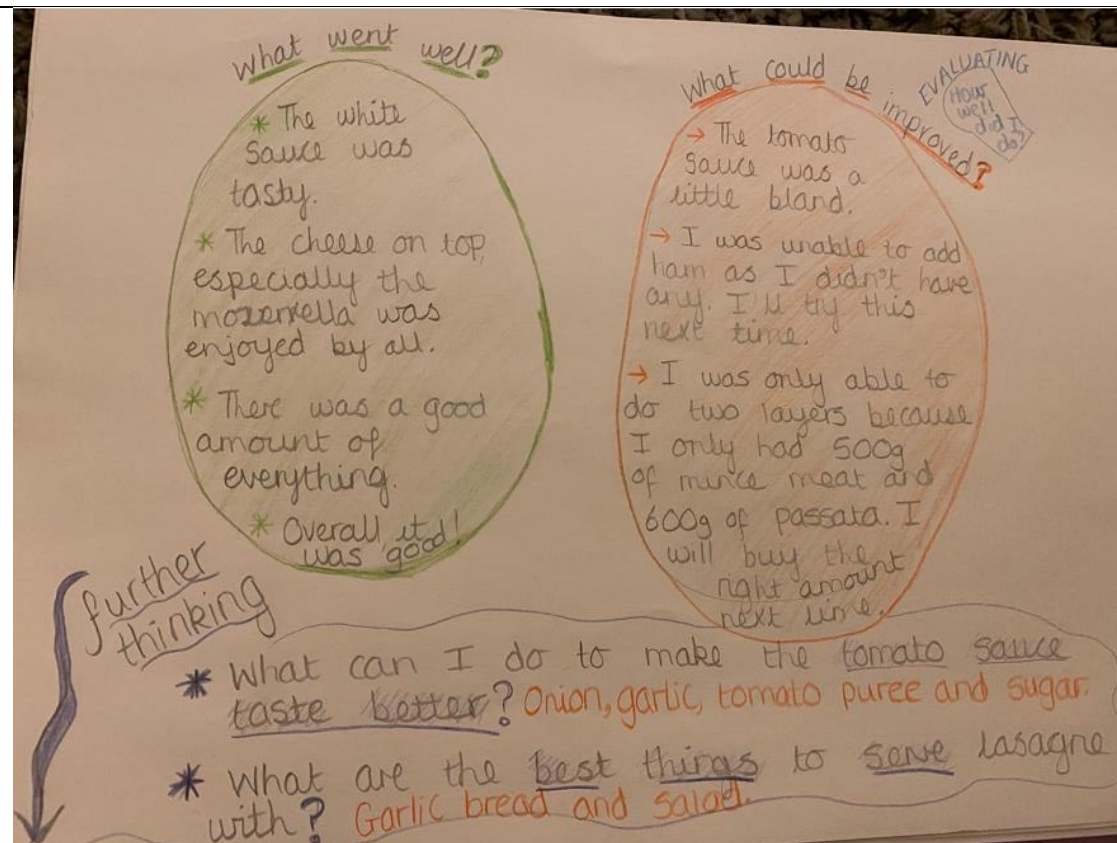 What went well?
* The white
sauce was
tasty.
* The cheese on top,
especially the
mozerrella was
enjoyed by all.
* There was a good
amount of
everything.
* Overall, it
was good!
What could be improved?
→ The tomato
sauce was a
little bland.
→ I was unable to add
ham as I didn't have
any. I'll try this
next time.
→ I was only able to
do two layers because
I only had 500g
of mince meat and
600g of passata. I
will buy the
right amount
next time.
EVALUATING
How
well
did I
do?
further
thinking
* What can I do to make the tomato sauce
taste better? Onion, garlic, tomato puree and sugar.
* What are the best things to serve lasagne
with? Garlic bread and salad.